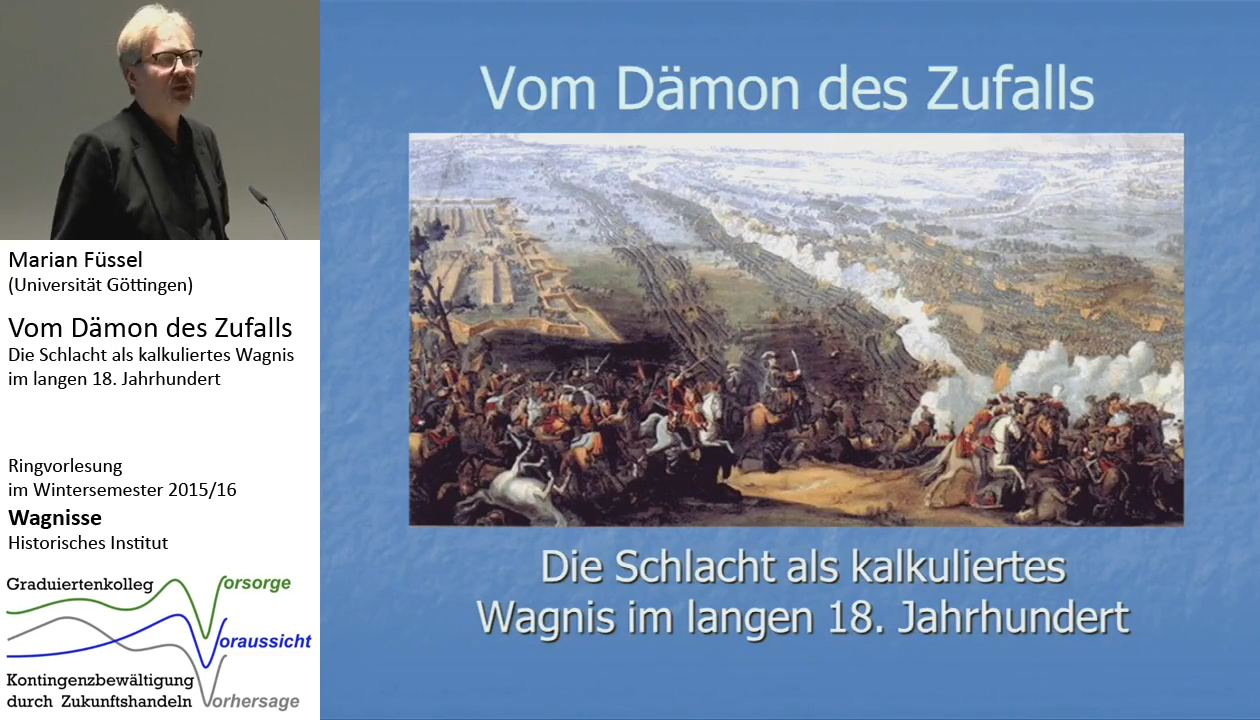 Marian Füssel
(Universität Göttingen)
Vom Dämon des Zufalls
Die Schlacht als kalkuliertes Wagnis
im langen 18. Jahrhundert
Ringvorlesung
im Wintersemester 2015/16
Wagnisse
Historisches Institut
Graduiertenkolleg
Vorsorge
Voraussicht
Kontingenzbewältigung
durch Zukunftshandeln
Vorhersage
Vom Dämon des Zufalls
Die Schlacht als kalkuliertes
Wagnis im langen 18. Jahrhundert